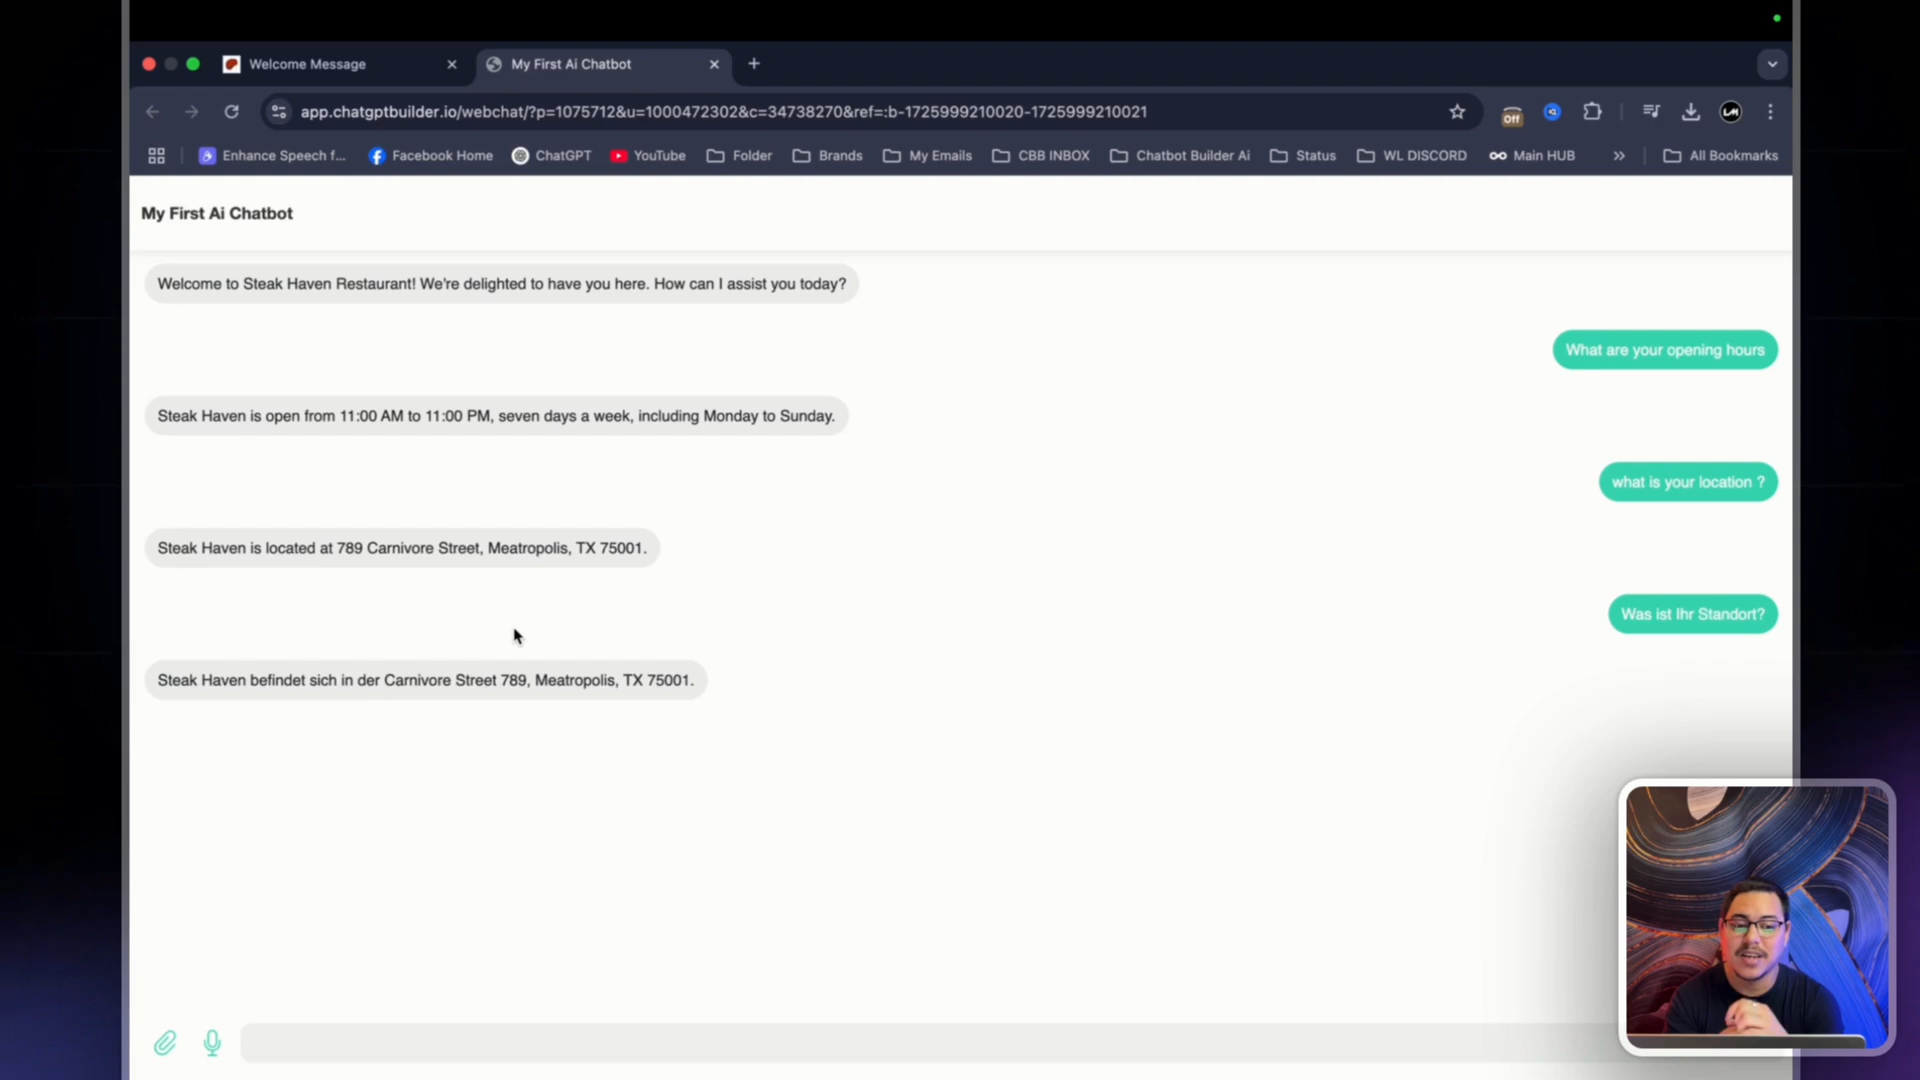 Welcome Message
My First Ai Chatbot
app.chatgptbuilder.io/webchat/?p=1075712&u=1000472302&c=34738270&ref=:b-1725999210020-1725999210021
Off
Enhance Speech f...
Facebook Home
ChatGPT
YouTube
Folder
Brands
My Emails
CBB INBOX
Chatbot Builder Ai
Status
WL DISCORD
Main HUB
All Bookmarks
My First Ai Chatbot
Welcome to Steak Haven Restaurant! We're delighted to have you here. How can I assist you today?
What are your opening hours
Steak Haven is open from 11:00 AM to 11:00 PM, seven days a week, including Monday to Sunday.
what is your location ?
Steak Haven is located at 789 Carnivore Street, Meatropolis, TX 75001.
Was ist Ihr Standort?
Steak Haven befindet sich in der Carnivore Street 789, Meatropolis, TX 75001.